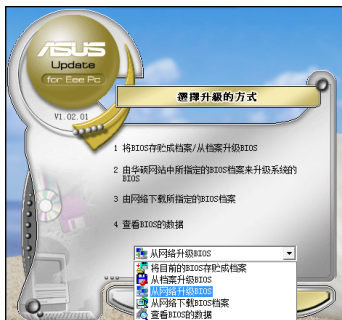 ASUS
Update
for Eee Pc
V1.02.01
選擇升級的方式
1 将BIOS存贮成档案/从档案升级BIOS
2 由华硕网站中所指定的BIOS档案来升级系统的
BIOS
3 由网络下载所指定的BIOS档案
4 查看BIOS的数据
从网络升级BIOS
将目前的BIOS存贮成档案
从档案升级BIOS
从网络升级BIOS
从网络下载BIOS档案
查看BIOS的数据